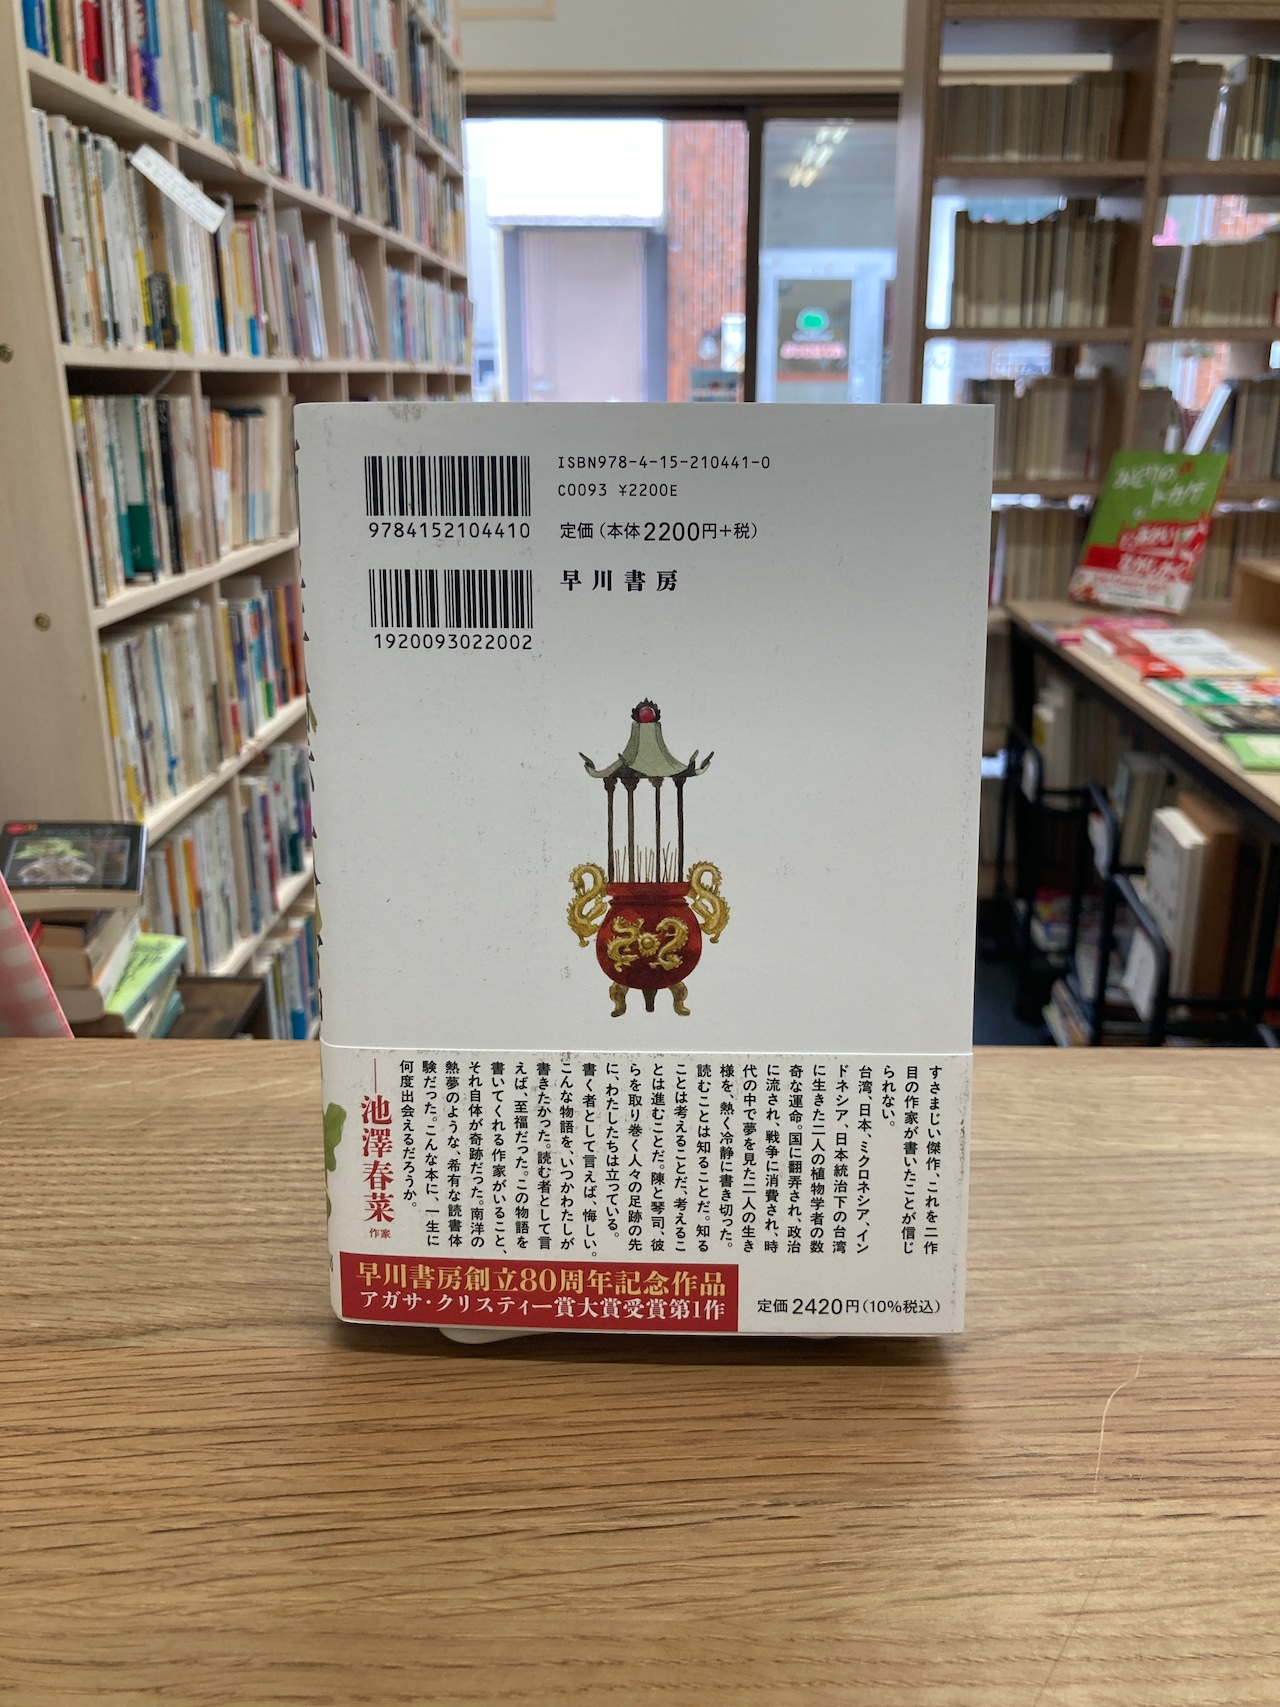 ISBN978-4-15-210441-0
C0093 ¥2200E
9784152104410
定価(本体2200円+税)
早川書房
1920093022002
すさまじい傑作、これを二作
目の作家が書いたことが信じ
られない。
台湾、日本、ミクロネシア、イン
ドネシア、日本統治下の台湾
に生きた二人の植物学者の数
奇な運命。国に翻弄され、政治
に流され、戦争に消費され、時
代の中で夢を見た二人の生き
様を、熱く冷静に書き切った。
読むことは知ることだ。知る
ことは考えることだ、考えるこ
とは進むことだ。陳と琴司、彼
らを取り巻く人々の足跡の先
に、わたしたちは立っている。
書く者として言えば、悔しい。
こんな物語を、いつかわたしが
書きたかった。読む者として言
えば、至福だった。この物語を
書いてくれる作家がいること、
それ自体が奇跡だった。南洋の
熱夢のような、希有な読書体
験だった。こんな本に、一生に
何度出会えるだろうか。
——池澤春菜 作家
早川書房創立80周年記念作品
アガサ・クリスティー賞大賞受賞第1作
定価2420円(10%税込)
みどりの
トカゲ